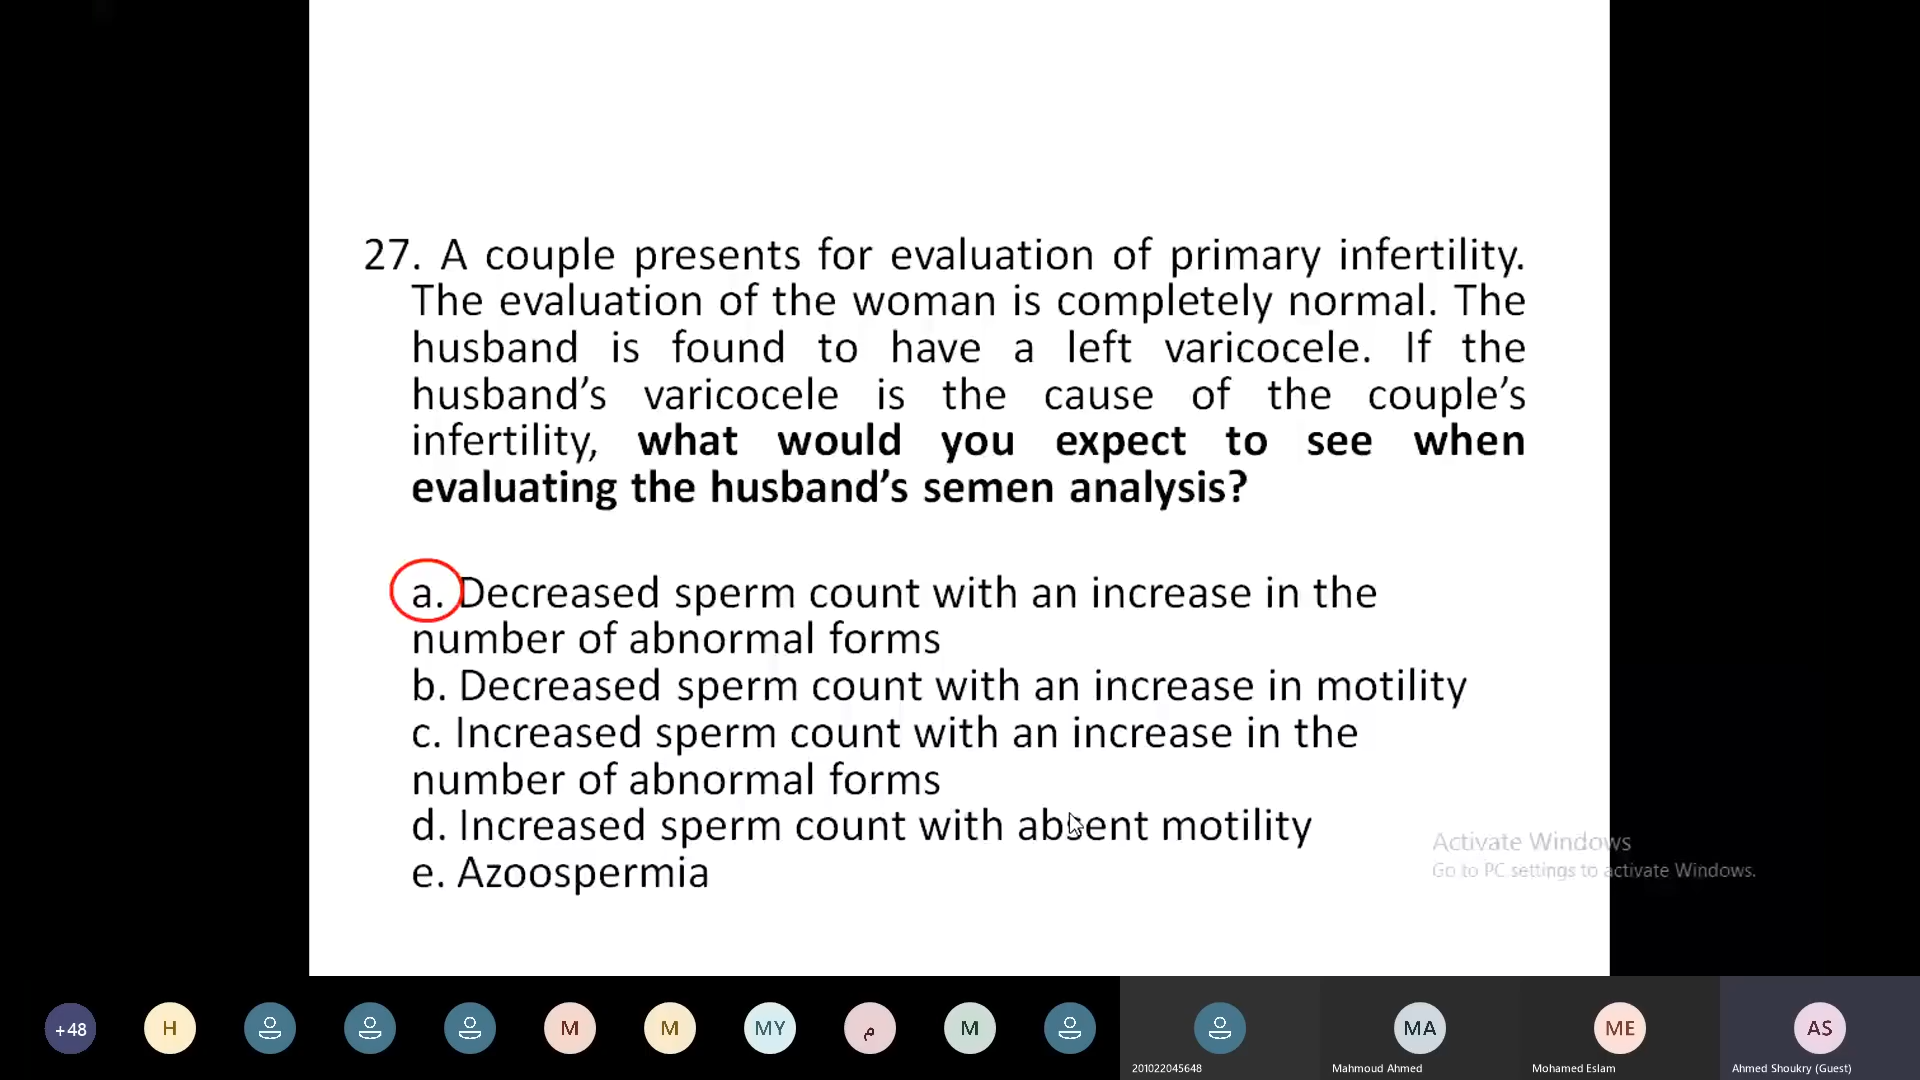 27. A couple presents for evaluation of primary infertility.
The evaluation of the woman is completely normal. The
husband is found to have a left varicocele. If the
husband’s varicocele is the cause of the couple’s
infertility, what would you expect to see when
evaluating the husband’s semen analysis?
a. Decreased sperm count with an increase in the
number of abnormal forms
b. Decreased sperm count with an increase in motility
c. Increased sperm count with an increase in the
number of abnormal forms
d. Increased sperm count with absent motility
e. Azoospermia
Activate Windows
Go to PC settings to activate Windows.
+48
H
M
M
MY
م
M
MA
ME
AS
201022045648
Mahmoud Ahmed
Mohamed Eslam
Ahmed Shoukry (Guest)